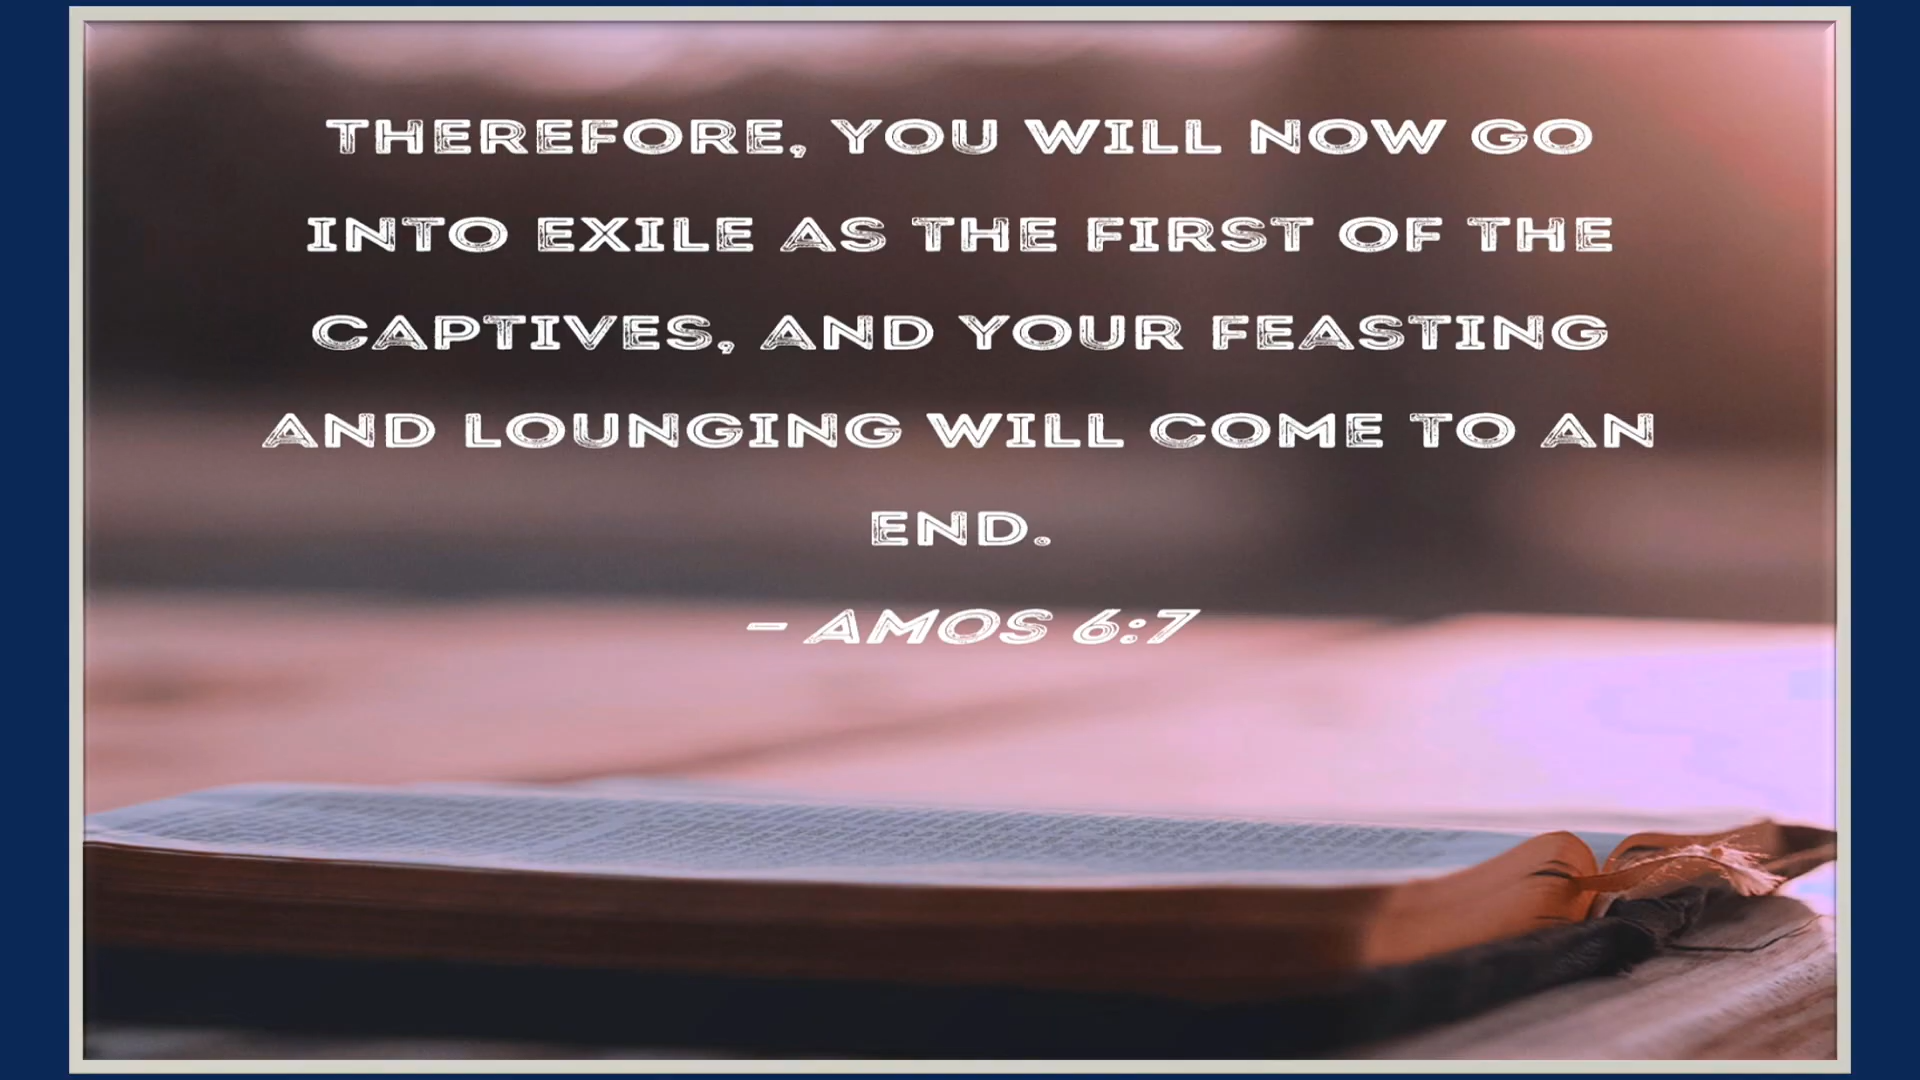 THEREFORE, YOU WILL NOW GO
INTO EXILE AS THE FIRST OF THE
CAPTIVES, AND YOUR FEASTING
AND LOUNGING WILL COME TO AN
END.
– AMOS 6:7